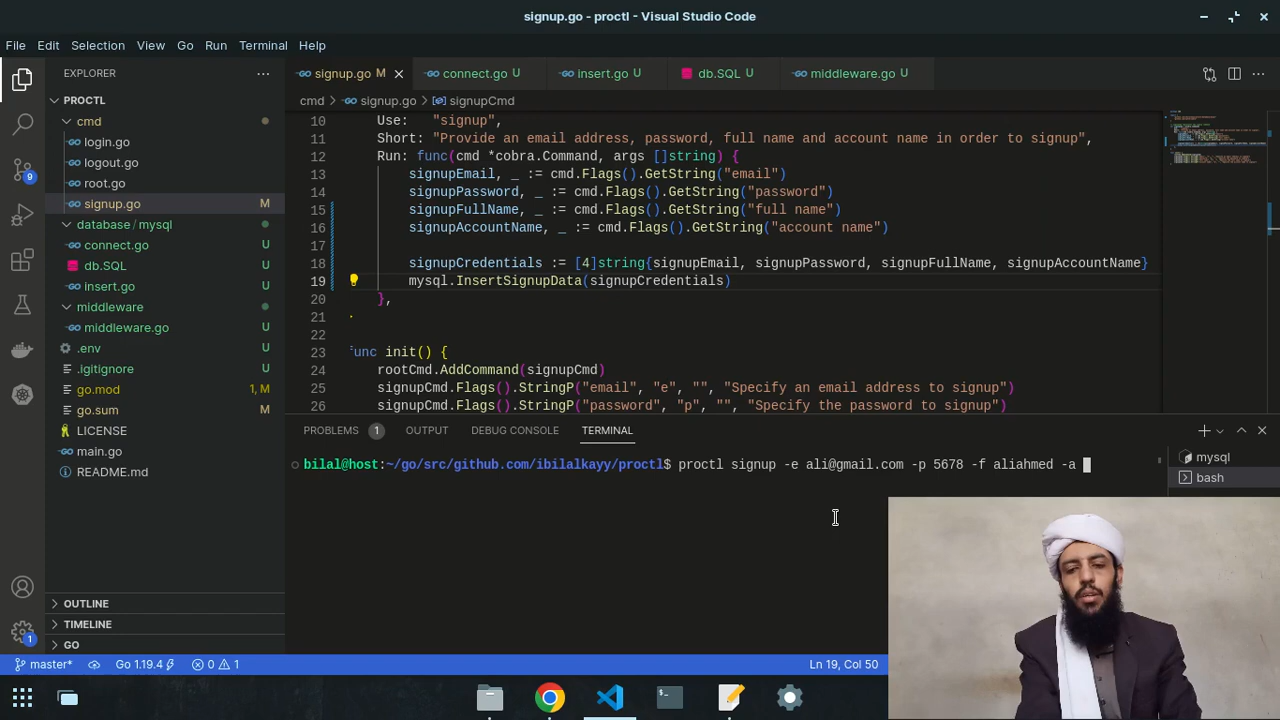 signup.go - proctl - Visual Studio Code
File Edit Selection View Go Run Terminal Help
EXPLORER
PROCTL
cmd
login.go
logout.go
root.go
signup.go M
database / mysql
connect.go U
db.SQL U
insert.go U
middleware
middleware.go U
.env U
.gitignore U
go.mod 1, M
go.sum M
LICENSE
main.go
README.md
OUTLINE
TIMELINE
GO
9
1
signup.go M connect.go U insert.go U db.SQL U middleware.go U
cmd > signup.go > signupCmd
10 Use: "signup",
11 Short: "Provide an email address, password, full name and account name in order to signup",
12 Run: func(cmd *cobra.Command, args []string) {
13 signupEmail, _ := cmd.Flags().GetString("email")
14 signupPassword, _ := cmd.Flags().GetString("password")
15 signupFullName, _ := cmd.Flags().GetString("full name")
16 signupAccountName, _ := cmd.Flags().GetString("account name")
17
18 signupCredentials := [4]string{signupEmail, signupPassword, signupFullName, signupAccountName}
19 mysql.InsertSignupData(signupCredentials)
20 },
21
22
23 func init() {
24 rootCmd.AddCommand(signupCmd)
25 signupCmd.Flags().StringP("email", "e", "", "Specify an email address to signup")
26 signupCmd.Flags().StringP("password", "p", "", "Specify the password to signup")
PROBLEMS 1 OUTPUT DEBUG CONSOLE TERMINAL
bilal@host:~/go/src/github.com/ibilalkayy/proctl$ proctl signup -e ali@gmail.com -p 5678 -f aliahmed -a
mysql
bash
master* Go 1.19.4 0 1 Ln 19, Col 50